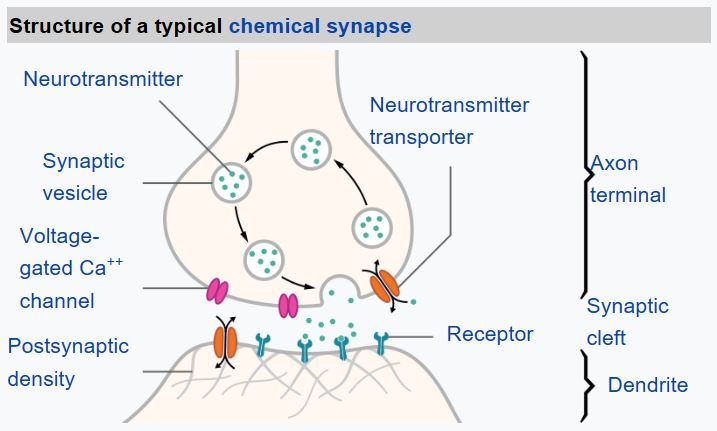 Structure of a typical chemical synapse
Neurotransmitter
Neurotransmitter
transporter
Synaptic
vesicle
Axon
terminal
Voltage-
gated Ca⁺⁺
channel
Synaptic
cleft
Receptor
Postsynaptic
density
Dendrite